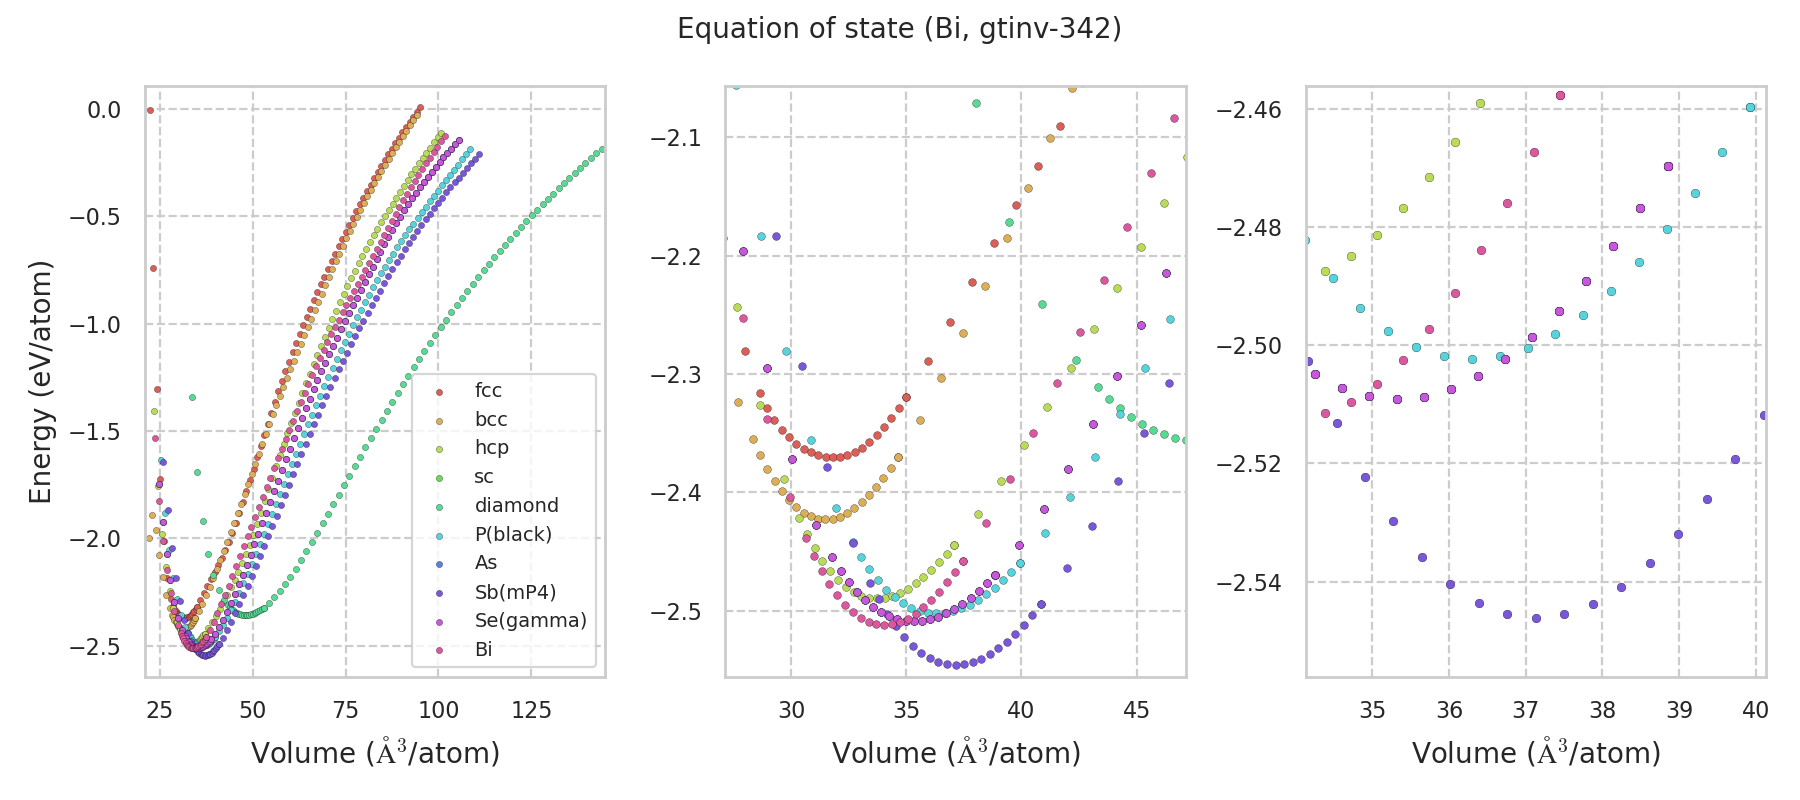 Equation of state (Bi, gtinv-342)
Energy (eV/atom)
0.0
−0.5
−1.0
−1.5
−2.0
−2.5
25 50 75 100 125
Volume (Å³/atom)
fcc
bcc
hcp
sc
diamond
P(black)
As
Sb(mP4)
Se(gamma)
Bi
−2.1
−2.2
−2.3
−2.4
−2.5
30 35 40 45
Volume (Å³/atom)
−2.46
−2.48
−2.50
−2.52
−2.54
35 36 37 38 39 40
Volume (Å³/atom)